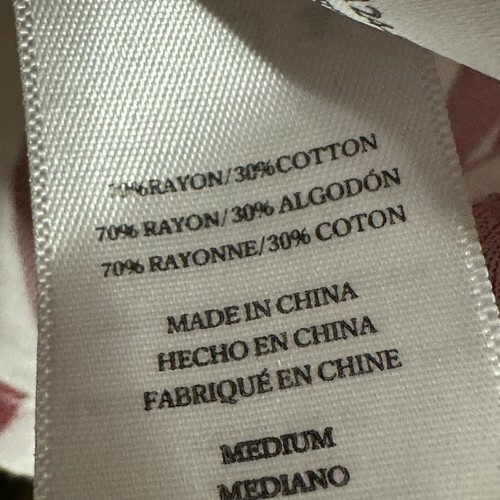 70% RAYON/30% COTTON
70% RAYON/30% ALGODÓN
70% RAYONNE/30% COTON
MADE IN CHINA
HECHO EN CHINA
FABRIQUÉ EN CHINE
MEDIUM
MEDIANO